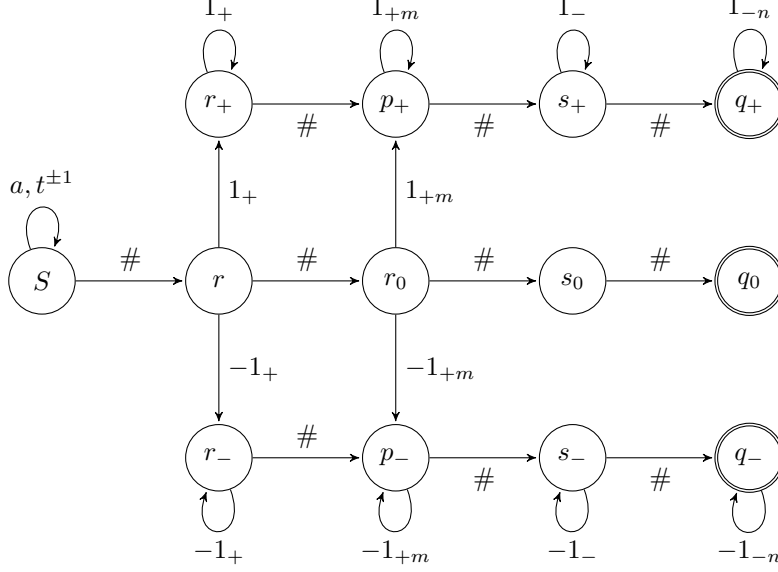 1₊ 1₊ₘ 1₋ 1₋ₙ
r₊ # p₊ # s₊ # q₊
a, t^{±1} 1₊ 1₊ₘ
S # r # r₀ # s₀ # q₀
−1₊ −1₊ₘ
r₋ # p₋ # s₋ # q₋
−1₊ −1₊ₘ −1₋ −1₋ₙ